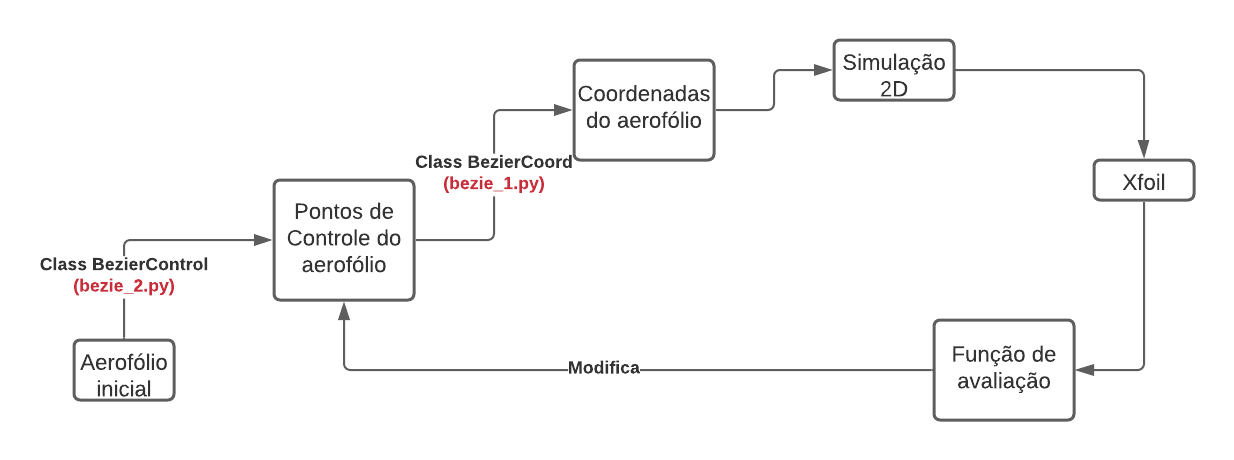 Simulação
2D
Coordenadas
do aerofólio
Class BezierCoord
(bezie_1.py)
Xfoil
Pontos de
Controle do
aerofólio
Class BezierControl
(bezie_2.py)
Aerofólio
inicial
Modifica
Função de
avaliação